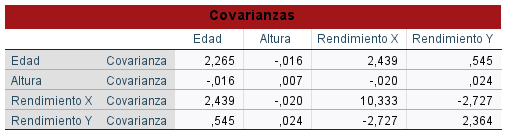 Covarianzas
Edad Altura Rendimiento X Rendimiento Y
Edad Covarianza 2,265 -,016 2,439 ,545
Altura Covarianza -,016 ,007 -,020 ,024
Rendimiento X Covarianza 2,439 -,020 10,333 -2,727
Rendimiento Y Covarianza ,545 ,024 -2,727 2,364